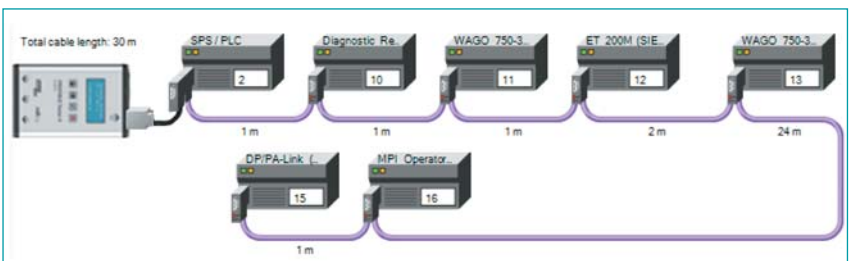 Total cable length: 30 m
SPS / PLC
Diagnostic Re..
WAGO 750-3..
ET 200M (SIE..
WAGO 750-3..
2
10
11
12
13
1 m
1 m
1 m
2 m
24 m
DP/PA-Link (..
MPI Operator..
15
16
1 m